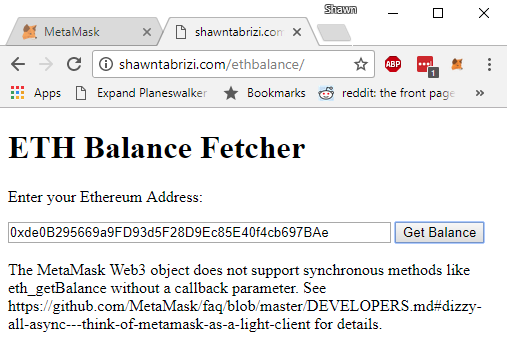 Shawn
MetaMask
shawntabrizi.com
shawntabrizi.com/ethbalance/
ABP
1
Apps
Expand Planeswalker
Bookmarks
reddit: the front page
ETH Balance Fetcher
Enter your Ethereum Address:
0xde0B295669a9FD93d5F28D9Ec85E40f4cb697BAe
Get Balance
The MetaMask Web3 object does not support synchronous methods like
eth_getBalance without a callback parameter. See
https://github.com/MetaMask/faq/blob/master/DEVELOPERS.md#dizzy-
all-async---think-of-metamask-as-a-light-client for details.